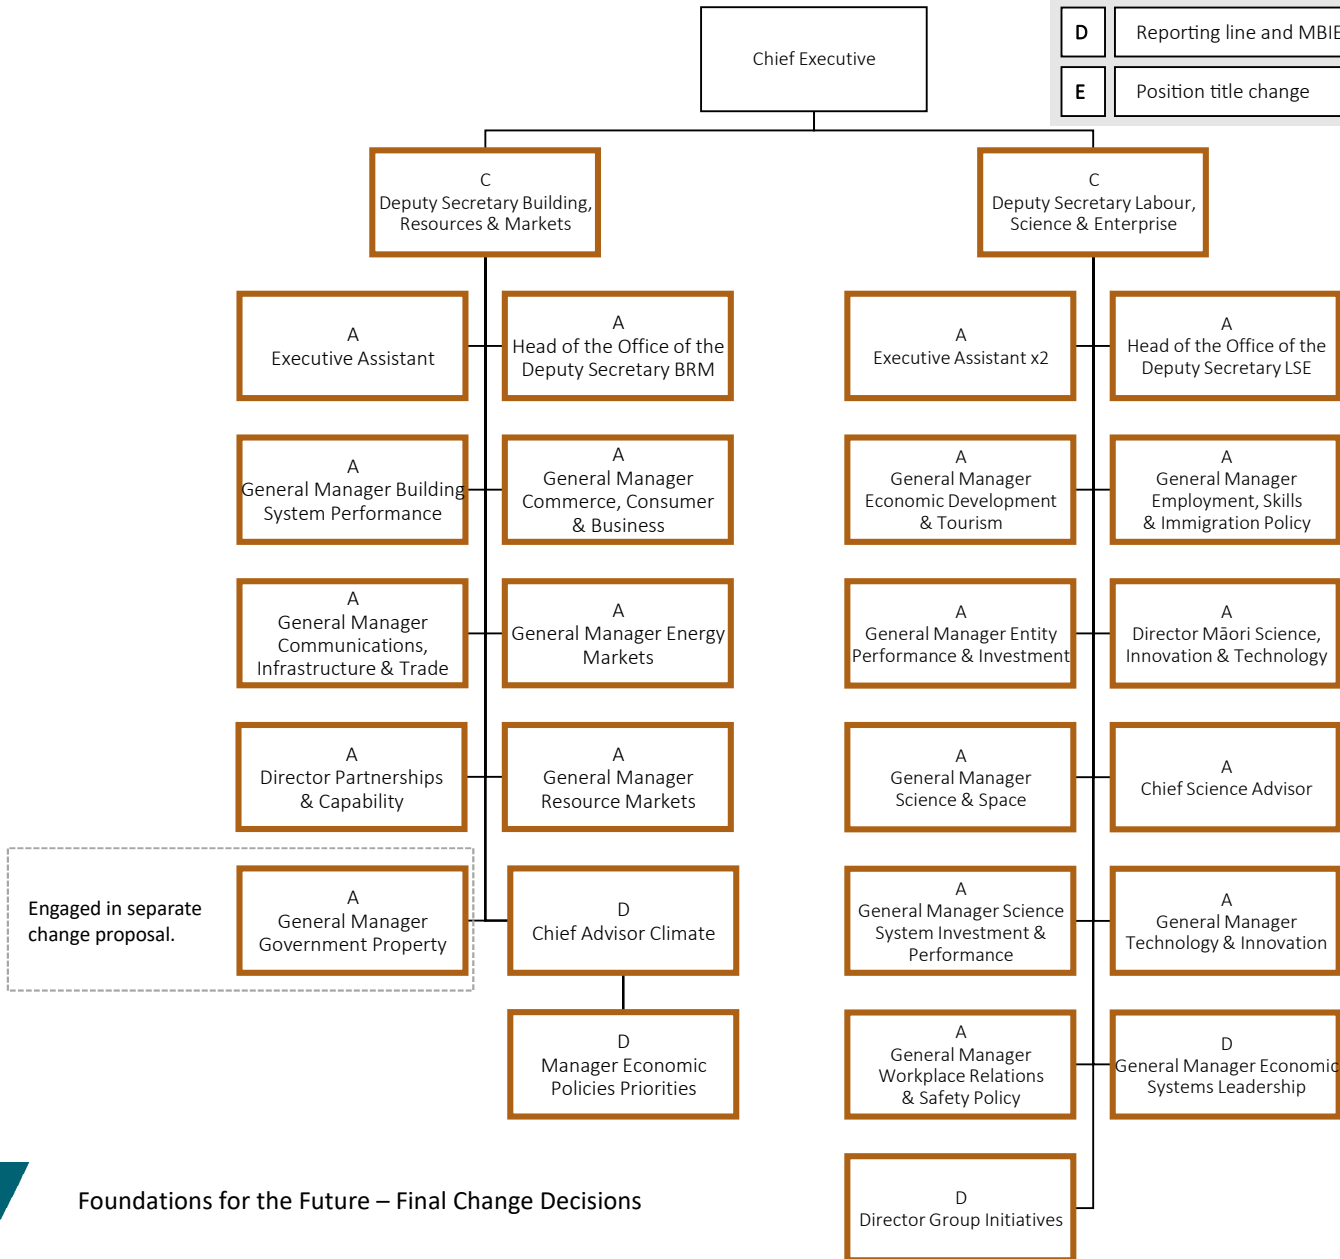 Chief Executive
D
Reporting line and MBIE
E
Position title change
C
Deputy Secretary Building,
Resources & Markets
C
Deputy Secretary Labour,
Science & Enterprise
A
Executive Assistant
A
Head of the Office of the
Deputy Secretary BRM
A
Executive Assistant x2
A
Head of the Office of the
Deputy Secretary LSE
A
General Manager Building
System Performance
A
General Manager
Commerce, Consumer
& Business
A
General Manager
Economic Development
& Tourism
A
General Manager
Employment, Skills
& Immigration Policy
A
General Manager
Communications,
Infrastructure & Trade
A
General Manager Energy
Markets
A
General Manager Entity
Performance & Investment
A
Director Māori Science,
Innovation & Technology
A
Director Partnerships
& Capability
A
General Manager
Resource Markets
A
General Manager
Science & Space
A
Chief Science Advisor
Engaged in separate
change proposal.
A
General Manager
Government Property
D
Chief Advisor Climate
A
General Manager Science
System Investment &
Performance
A
General Manager
Technology & Innovation
D
Manager Economic
Policies Priorities
A
General Manager
Workplace Relations
& Safety Policy
D
General Manager Economic
Systems Leadership
D
Director Group Initiatives
Foundations for the Future – Final Change Decisions